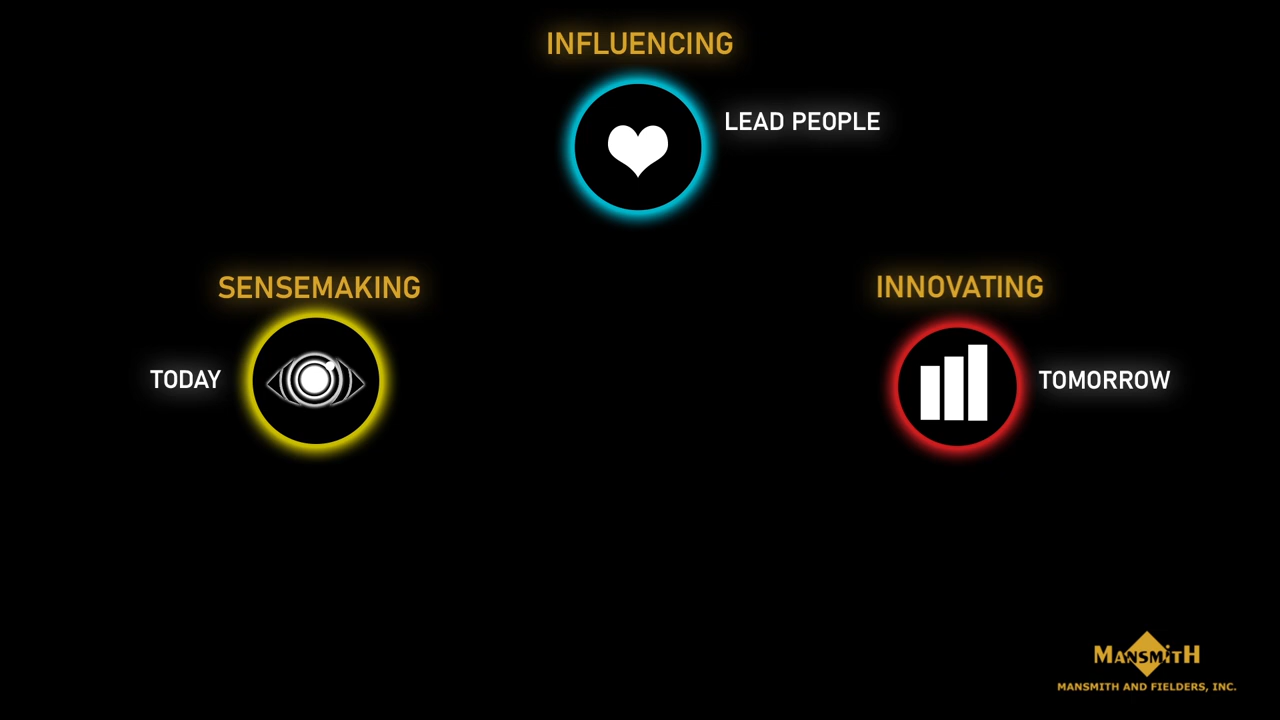 INFLUENCING
LEAD PEOPLE
SENSEMAKING
INNOVATING
TODAY
TOMORROW
MANSMiTH
MANSMITH AND FIELDERS, INC.